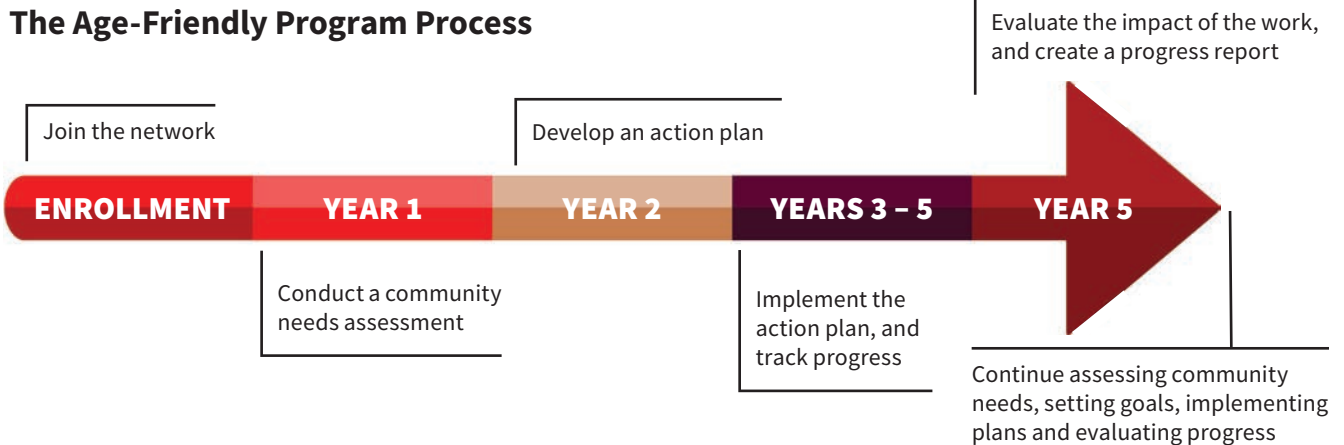 The Age-Friendly Program Process
Join the network
ENROLLMENT
Conduct a community
needs assessment
YEAR 1
Develop an action plan
YEAR 2
Implement the
action plan, and
track progress
YEARS 3 – 5
Evaluate the impact of the work,
and create a progress report
YEAR 5
Continue assessing community
needs, setting goals, implementing
plans and evaluating progress